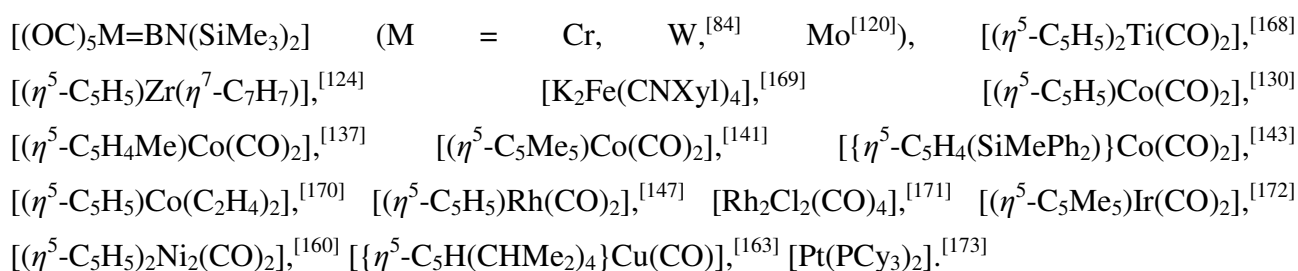 [(OC)₅M=BN(SiMe₃)₂] (M = Cr, W,[84] Mo[120]), [(η⁵-C₅H₅)₂Ti(CO)₂],[168]
[(η⁵-C₅H₅)Zr(η⁷-C₇H₇)],[124] [K₂Fe(CNXyl)₄],[169] [(η⁵-C₅H₅)Co(CO)₂],[130]
[(η⁵-C₅H₄Me)Co(CO)₂],[137] [(η⁵-C₅Me₅)Co(CO)₂],[141] [{η⁵-C₅H₄(SiMePh₂)}Co(CO)₂],[143]
[(η⁵-C₅H₅)Co(C₂H₄)₂],[170] [(η⁵-C₅H₅)Rh(CO)₂],[147] [Rh₂Cl₂(CO)₄],[171] [(η⁵-C₅Me₅)Ir(CO)₂],[172]
[(η⁵-C₅H₅)₂Ni₂(CO)₂],[160] [{η⁵-C₅H(CHMe₂)₄}Cu(CO)],[163] [Pt(PCy₃)₂].[173]